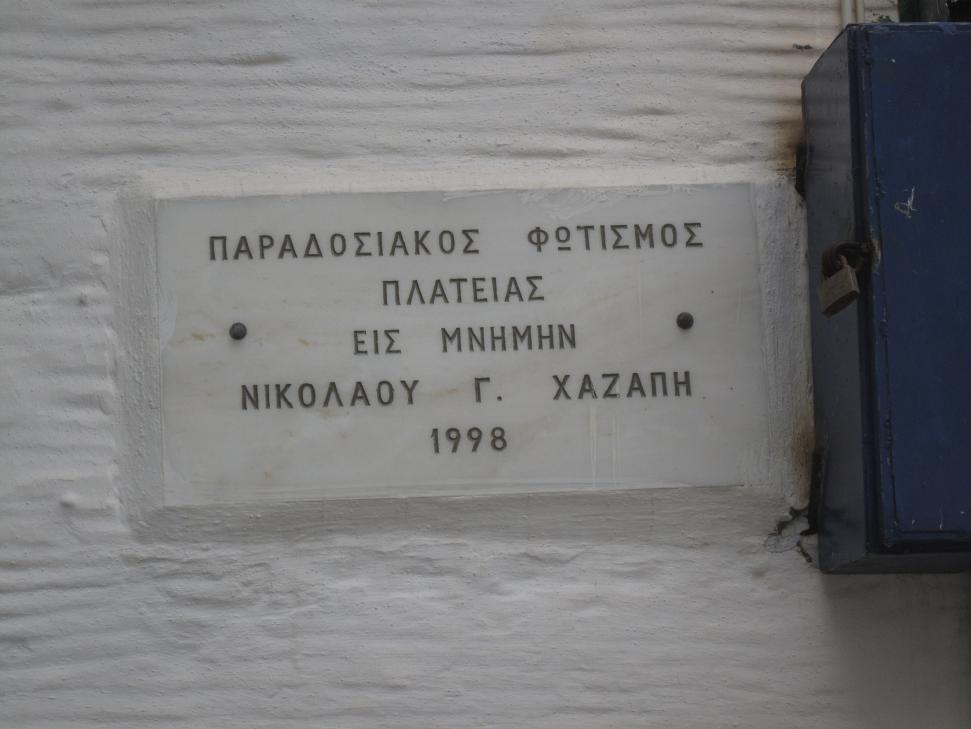 ΠΑΡΑΔΟΣΙΑΚΟΣ ΦΩΤΙΣΜΟΣ
ΠΛΑΤΕΙΑΣ
ΕΙΣ ΜΝΗΜΗΝ
ΝΙΚΟΛΑΟΥ Γ. ΧΑΖΑΠΗ
1998